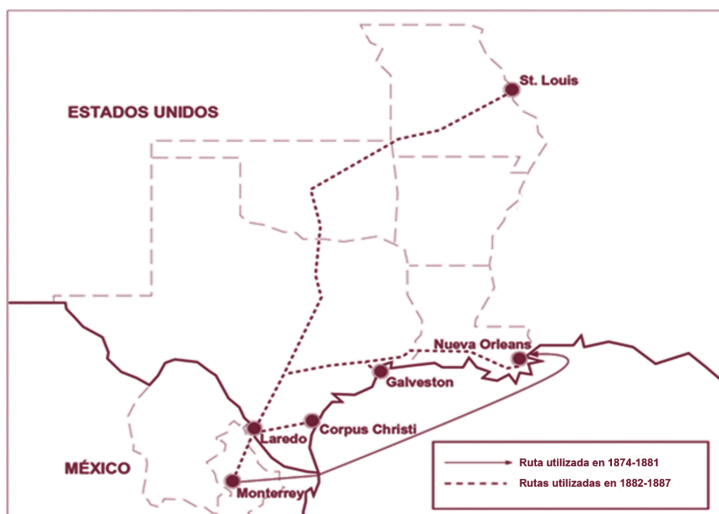 St. Louis
ESTADOS UNIDOS
Nueva Orleans
Galveston
Corpus Christi
Laredo
MÉXICO
Monterrey
Ruta utilizada en 1874-1881
Rutas utilizadas en 1882-1887